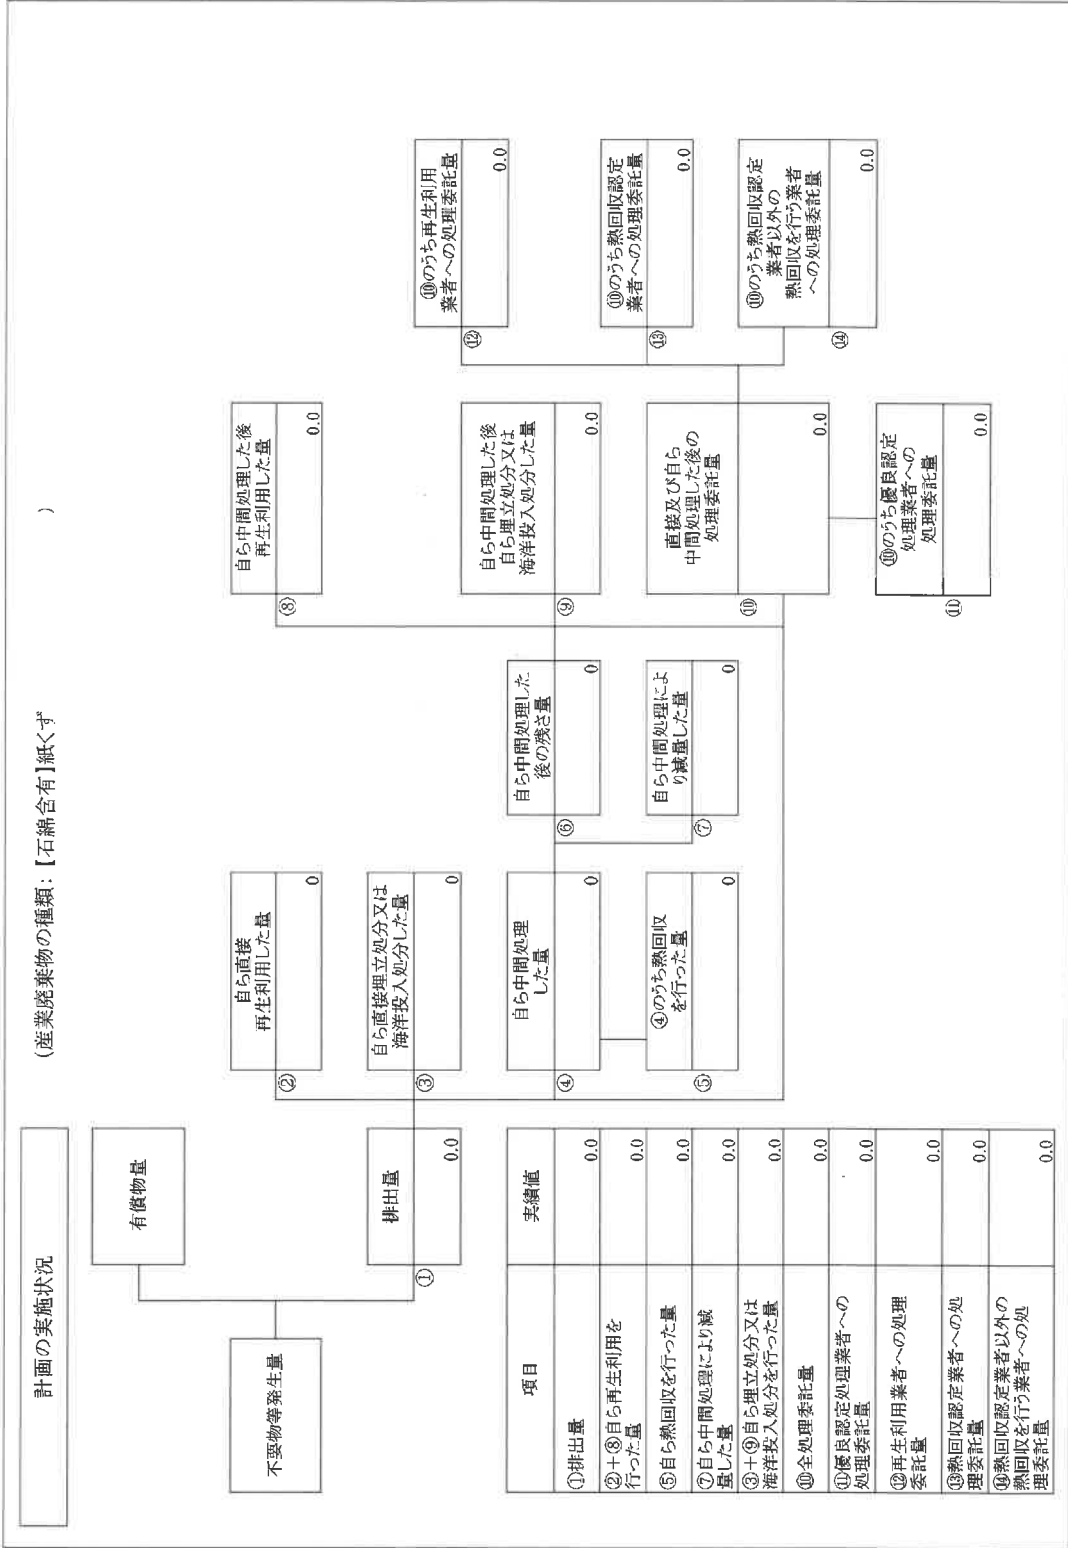 計画の実施状況
(産業廃棄物の種類:【石綿含有】紙くず
)
不要物等発生量
有償物量
①
排出量
0.0
②
自ら直接
再生利用した量
0
③
自ら直接埋立処分又は
海洋投入処分した量
0
④
自ら中間処理
した量
0
⑤
④のうち熱回収
を行った量
0
⑥
自ら中間処理した
後の残さ量
0
⑦
自ら中間処理によ
り減量した量
0
⑧
自ら中間処理した後
再生利用した量
0.0
⑨
自ら中間処理した後
自ら埋立処分又は
海洋投入処分した量
0.0
⑩
直接及び自ら
中間処理した後の
処理委託量
0.0
⑪
⑩のうち優良認定
処理業者への
処理委託量
0.0
⑫
⑩のうち再生利用
業者への処理委託量
0.0
⑬
⑩のうち熱回収認定
業者への処理委託量
0.0
⑭
⑩のうち熱回収認定
業者以外の
熱回収を行う業者
への処理委託量
0.0
項目 実績値
①排出量 0.0
②+⑧自ら再生利用を
行った量 0.0
⑤自ら熱回収を行った量 0.0
⑦自ら中間処理により減
量した量 0.0
③+⑨自ら埋立処分又は
海洋投入処分を行った量 0.0
⑩全処理委託量 0.0
⑪優良認定処理業者への
処理委託量 0.0
⑫再生利用業者への処理
委託量 0.0
⑬熱回収認定業者への処
理委託量 0.0
⑭熱回収認定業者以外の
熱回収を行う業者への処
理委託量 0.0